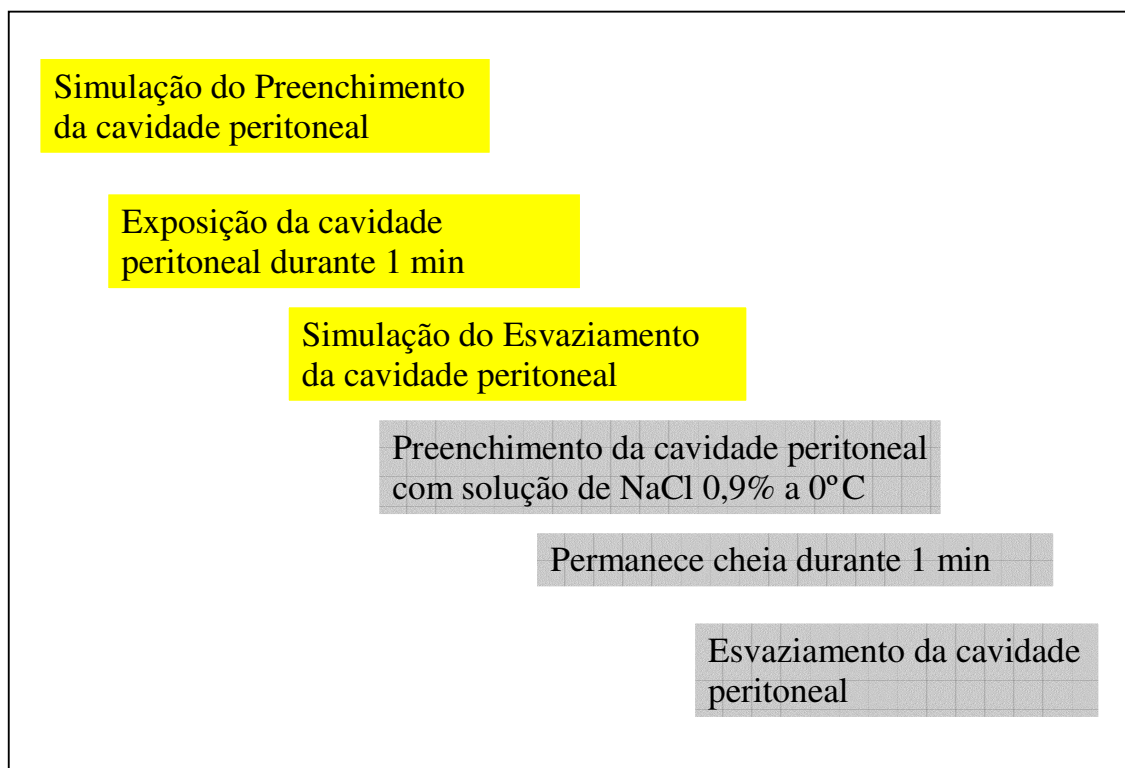 Simulação do Preenchimento
da cavidade peritoneal
Exposição da cavidade
peritoneal durante 1 min
Simulação do Esvaziamento
da cavidade peritoneal
Preenchimento da cavidade peritoneal
com solução de NaCl 0,9% a 0ºC
Permanece cheia durante 1 min
Esvaziamento da cavidade
peritoneal